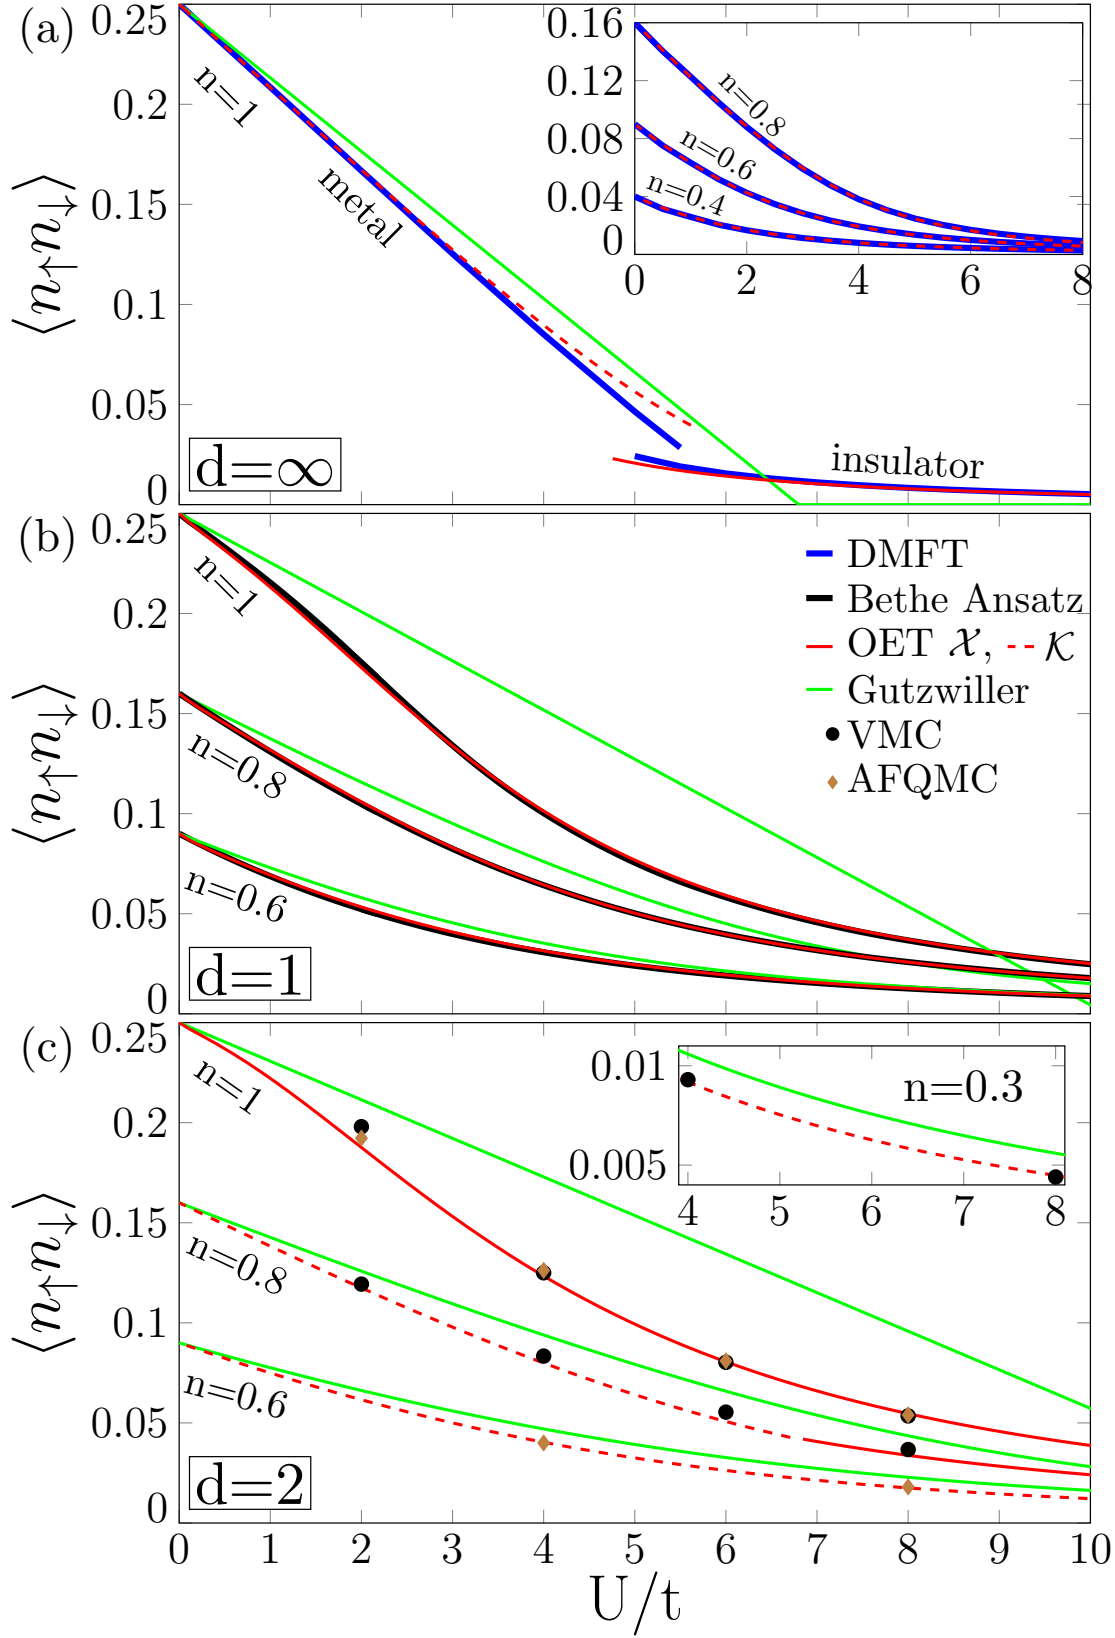 (a)
0.25
0.2
0.15
0.1
0.05
0
⟨n↑n↓⟩
n=1
metal
insulator
d=∞
0.16
0.12
0.08
0.04
0
n=0.8
n=0.6
n=0.4
0 2 4 6 8
(b)
0.25
0.2
0.15
0.1
0.05
0
⟨n↑n↓⟩
n=1
n=0.8
n=0.6
d=1
DMFT
Bethe Ansatz
OET 𝒳, 𝒦
Gutzwiller
VMC
AFQMC
(c)
0.25
0.2
0.15
0.1
0.05
0
⟨n↑n↓⟩
n=1
n=0.8
n=0.6
d=2
0.01
0.005
n=0.3
4 5 6 7 8
0 1 2 3 4 5 6 7 8 9 10
U/t